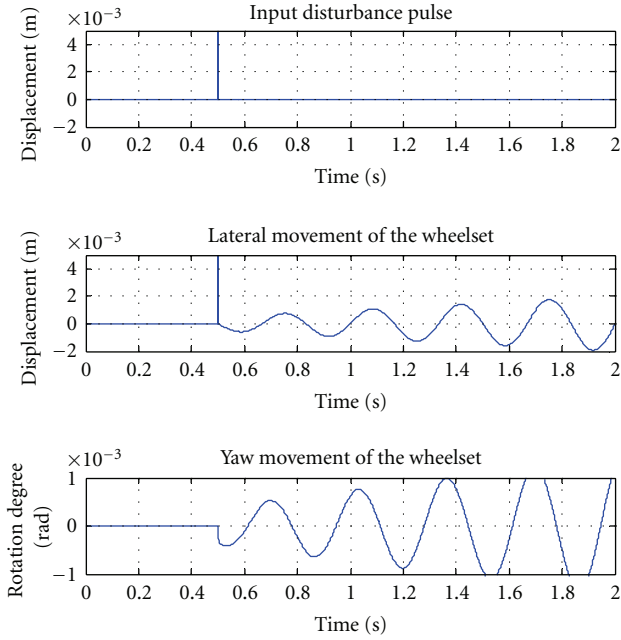 Input disturbance pulse
×10−3
Displacement (m)
4
2
0
−2
0 0.2 0.4 0.6 0.8 1 1.2 1.4 1.6 1.8 2
Time (s)
Lateral movement of the wheelset
×10−3
Displacement (m)
4
2
0
−2
0 0.2 0.4 0.6 0.8 1 1.2 1.4 1.6 1.8 2
Time (s)
Yaw movement of the wheelset
×10−3
Rotation degree
(rad)
1
0
−1
0 0.2 0.4 0.6 0.8 1 1.2 1.4 1.6 1.8 2
Time (s)